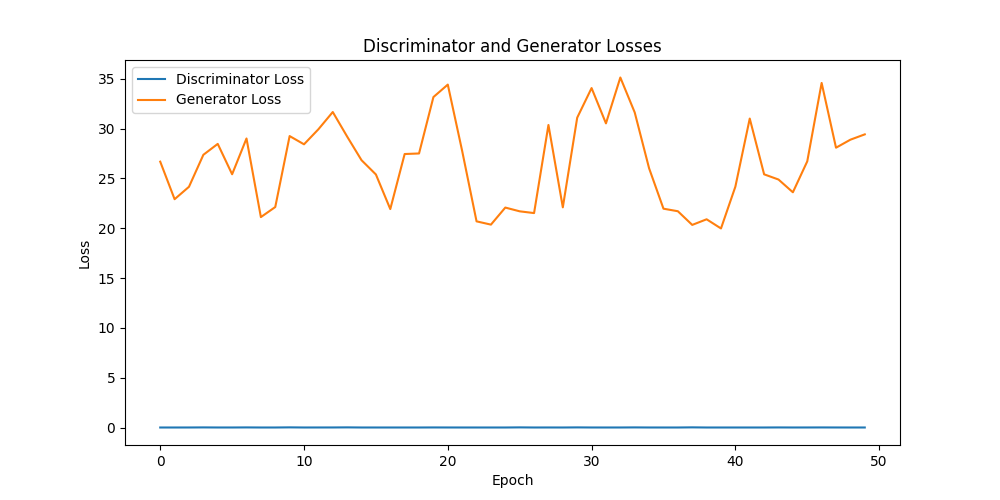 Discriminator and Generator Losses
Discriminator Loss
Generator Loss
35
30
25
20
15
10
5
0
Loss
0 10 20 30 40 50
Epoch